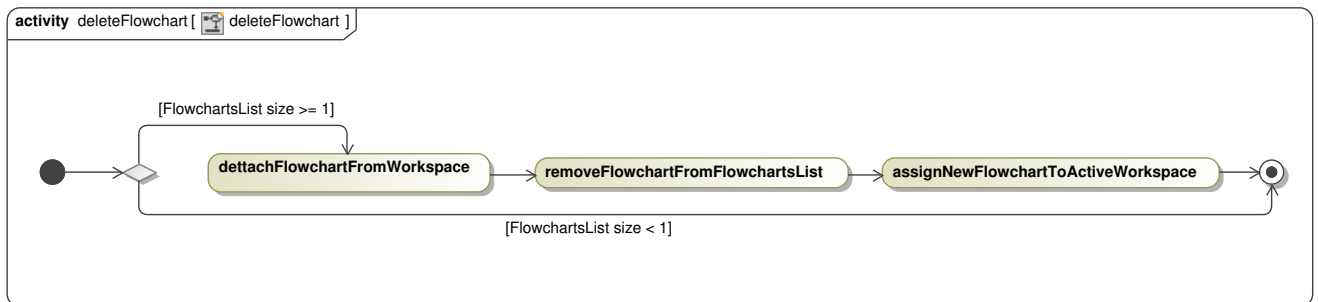 activity deleteFlowchart [ deleteFlowchart ]
[FlowchartsList size >= 1]
dettachFlowchartFromWorkspace
removeFlowchartFromFlowchartsList
assignNewFlowchartToActiveWorkspace
[FlowchartsList size < 1]